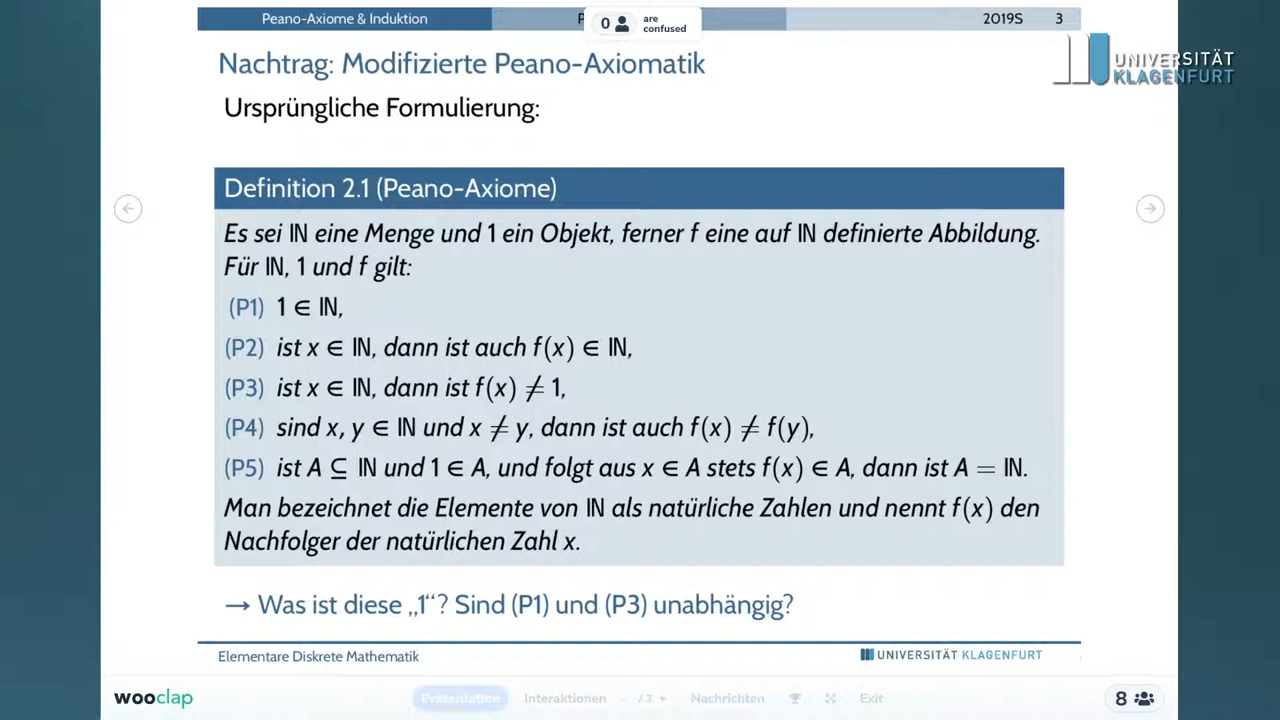 Peano-Axiome & Induktion
P
0 are confused
2019S 3
UNIVERSITÄT
KLAGENFURT
Nachtrag: Modifizierte Peano-Axiomatik
Ursprüngliche Formulierung:
Definition 2.1 (Peano-Axiome)
Es sei ℕ eine Menge und 1 ein Objekt, ferner f eine auf ℕ definierte Abbildung.
Für ℕ, 1 und f gilt:
(P1) 1 ∈ ℕ,
(P2) ist x ∈ ℕ, dann ist auch f(x) ∈ ℕ,
(P3) ist x ∈ ℕ, dann ist f(x) ≠ 1,
(P4) sind x, y ∈ ℕ und x ≠ y, dann ist auch f(x) ≠ f(y),
(P5) ist A ⊆ ℕ und 1 ∈ A, und folgt aus x ∈ A stets f(x) ∈ A, dann ist A = ℕ.
Man bezeichnet die Elemente von ℕ als natürliche Zahlen und nennt f(x) den
Nachfolger der natürlichen Zahl x.
→ Was ist diese „1“? Sind (P1) und (P3) unabhängig?
Elementare Diskrete Mathematik
UNIVERSITÄT KLAGENFURT
wooclap
Präsentation Interaktionen - / 3 + Nachrichten Exit
8